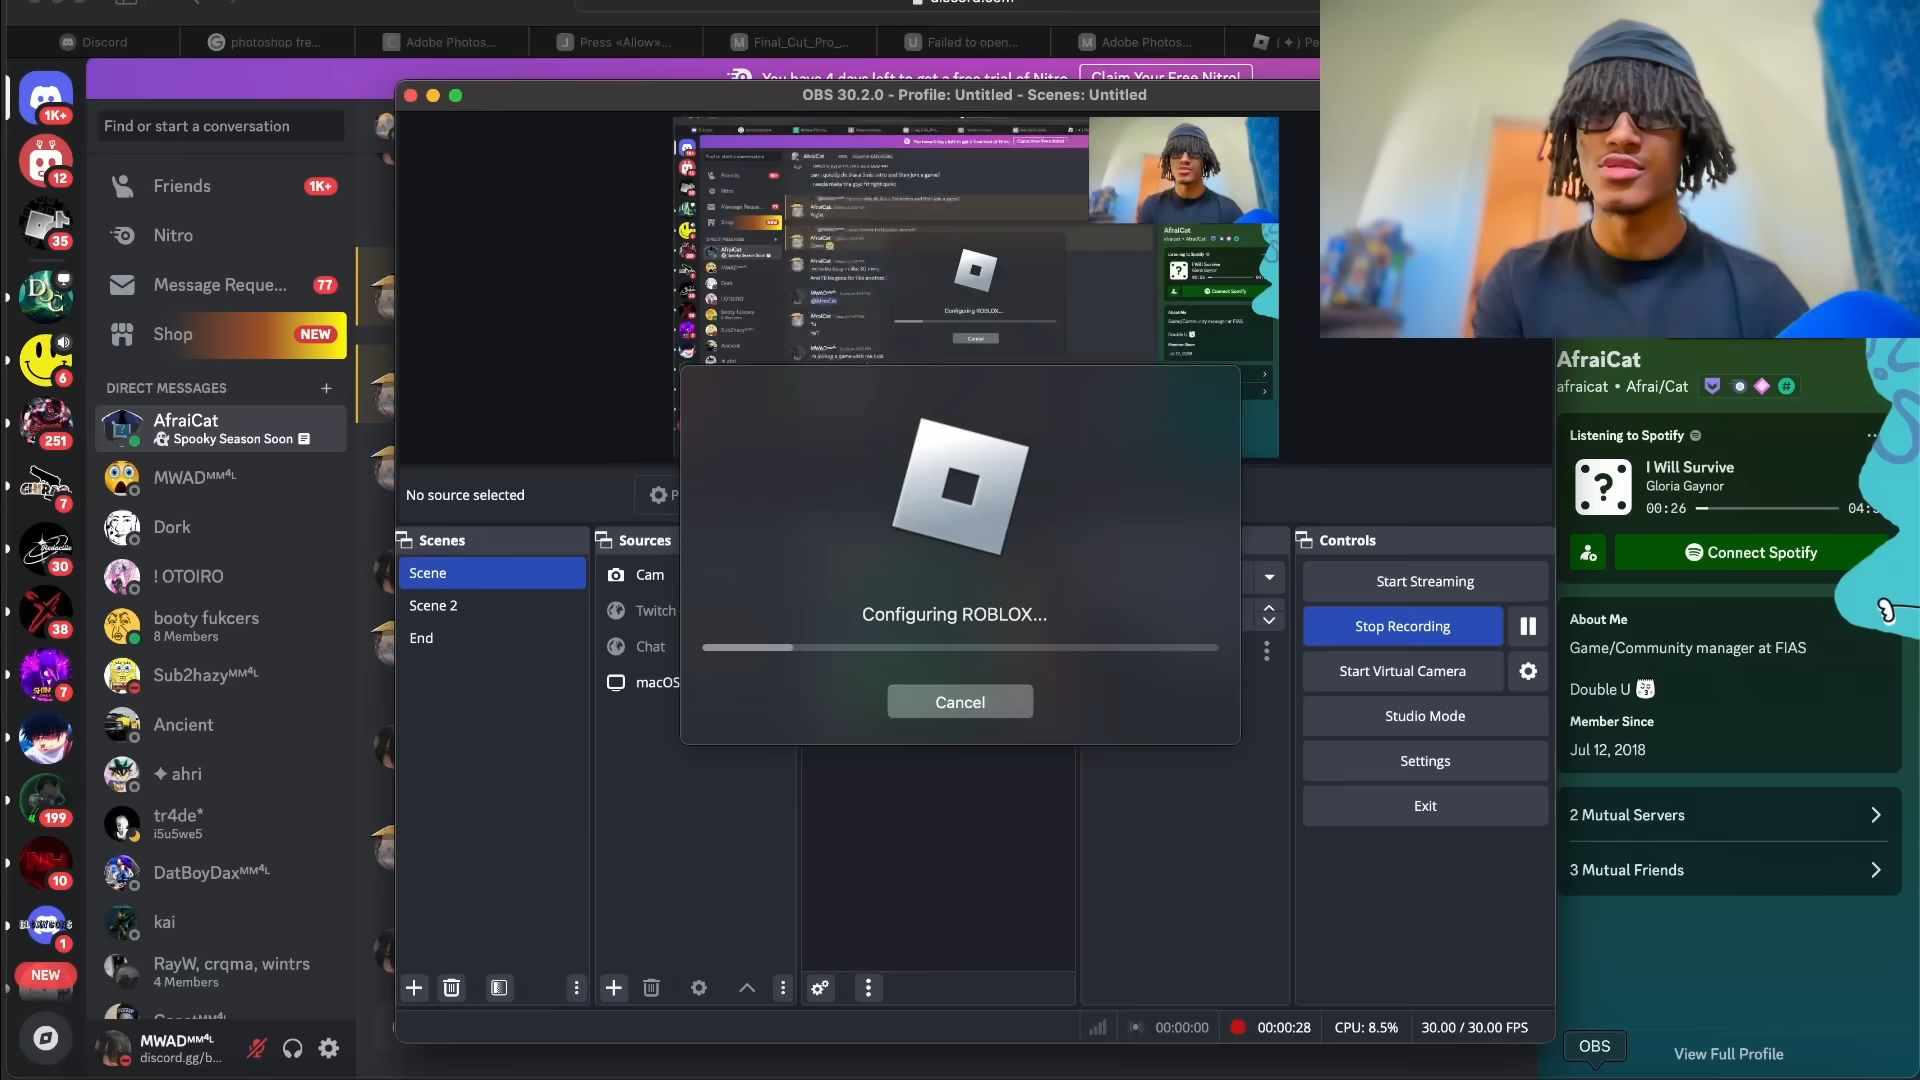 discord.com
Discord
photoshop fre...
Adobe Photos...
Press «Allow»...
Final_Cut_Pro_...
Failed to open...
Adobe Photos...
You have 4 days left to get a free trial of Nitro
Claim Your Free Nitro!
1K+
12
35
6
251
7
30
38
7
199
10
1
NEW
Find or start a conversation
Friends
1K+
Nitro
Message Reque...
77
Shop
NEW
DIRECT MESSAGES
AfraiCat
Spooky Season Soon
MWADᴹᴹ⁴ᴸ
Dork
! OTOIRO
booty fukcers
8 Members
Sub2hazyᴹᴹ⁴ᴸ
Ancient
✦ ahri
tr4de*
i5u5we5
DatBoyDaxᴹᴹ⁴ᴸ
kai
RayW, crqma, wintrs
4 Members
MWADᴹᴹ⁴ᴸ
discord.gg/b...
OBS 30.2.0 - Profile: Untitled - Scenes: Untitled
AfraiCat
Configuring ROBLOX...
Cancel
No source selected
Scenes
Scene
Scene 2
End
Sources
Cam
Twitch
Chat
macOS
Configuring ROBLOX...
Cancel
Controls
Start Streaming
Stop Recording
Start Virtual Camera
Studio Mode
Settings
Exit
00:00:00
00:00:28
CPU: 8.5%
30.00 / 30.00 FPS
AfraiCat
afraicat • Afrai/Cat
Listening to Spotify
I Will Survive
Gloria Gaynor
00:26
Connect Spotify
About Me
Game/Community manager at FIAS
Double U
Member Since
Jul 12, 2018
2 Mutual Servers
3 Mutual Friends
OBS
View Full Profile